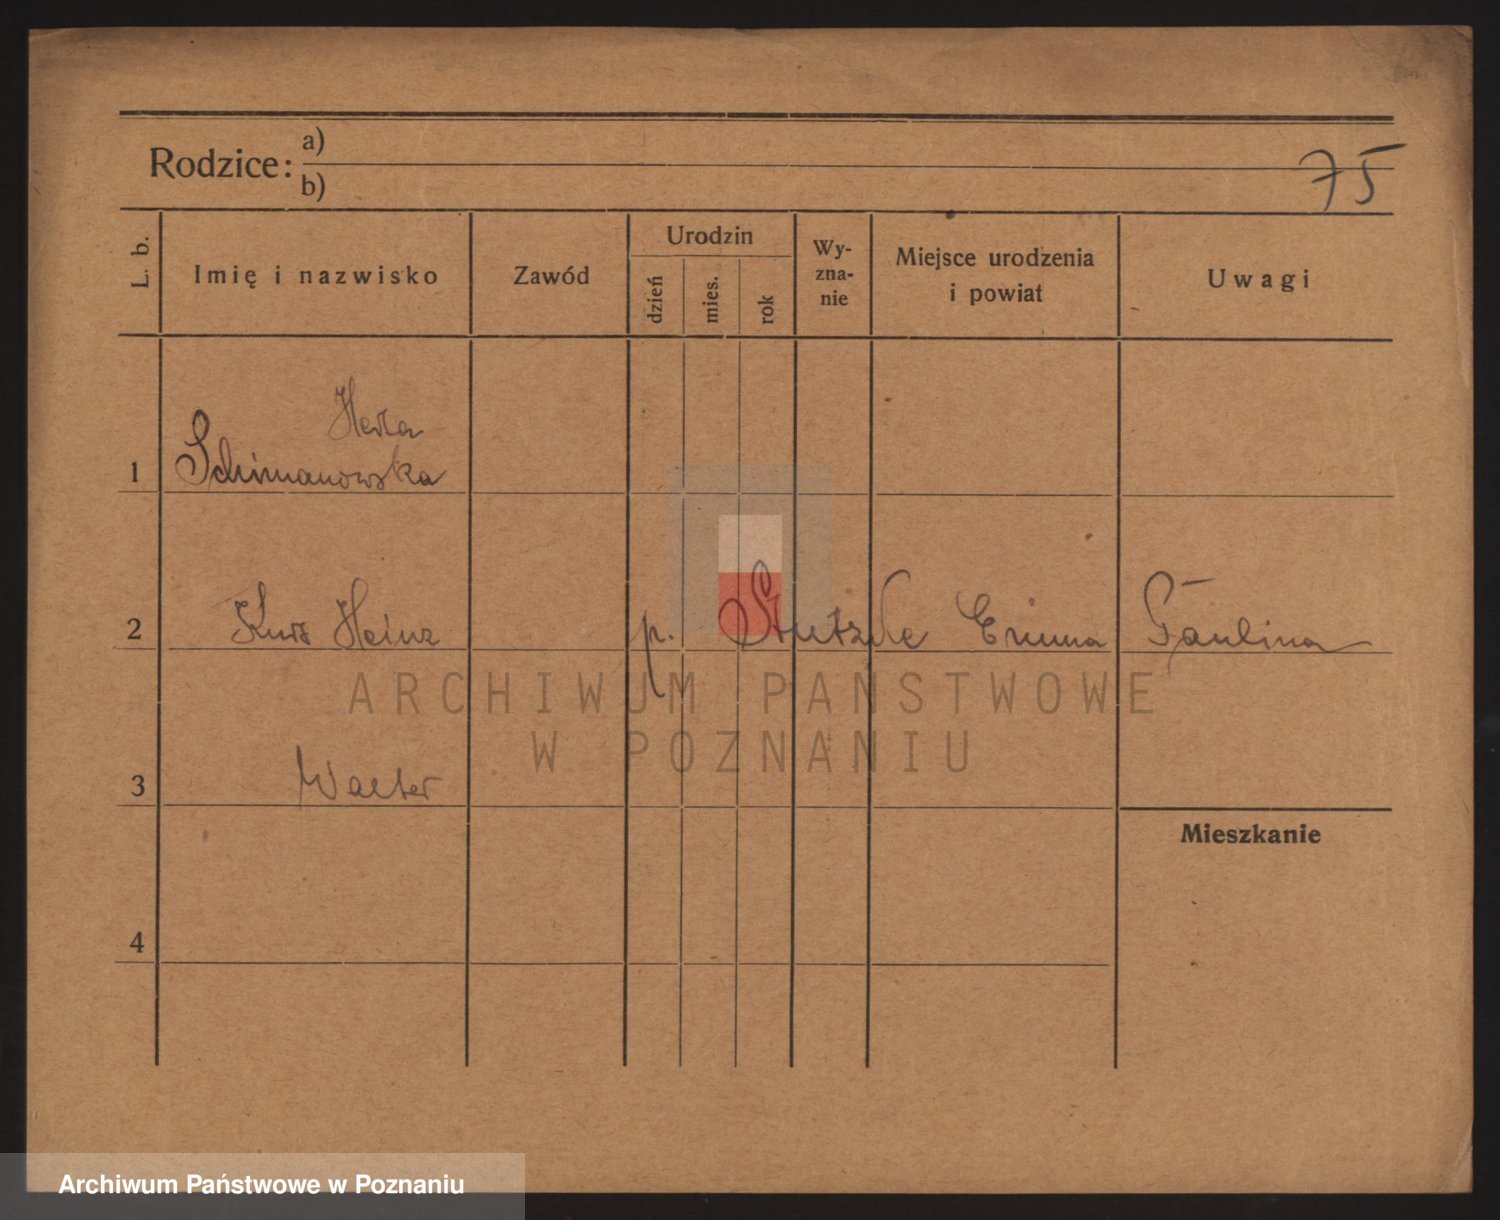 Rodzice: a)
b)
75
L. b.
Imię i nazwisko
Zawód
Urodzin
dzień
mies.
rok
Wy-
zna-
nie
Miejsce urodzenia
i powiat
Uwagi
Herta
1 Schimanowska
2 Kurt Heinz p. Stutzke Emma Paulina
3 Walter
Mieszkanie
4
ARCHIWUM PAŃSTWOWE
W POZNANIU
Archiwum Państwowe w Poznaniu